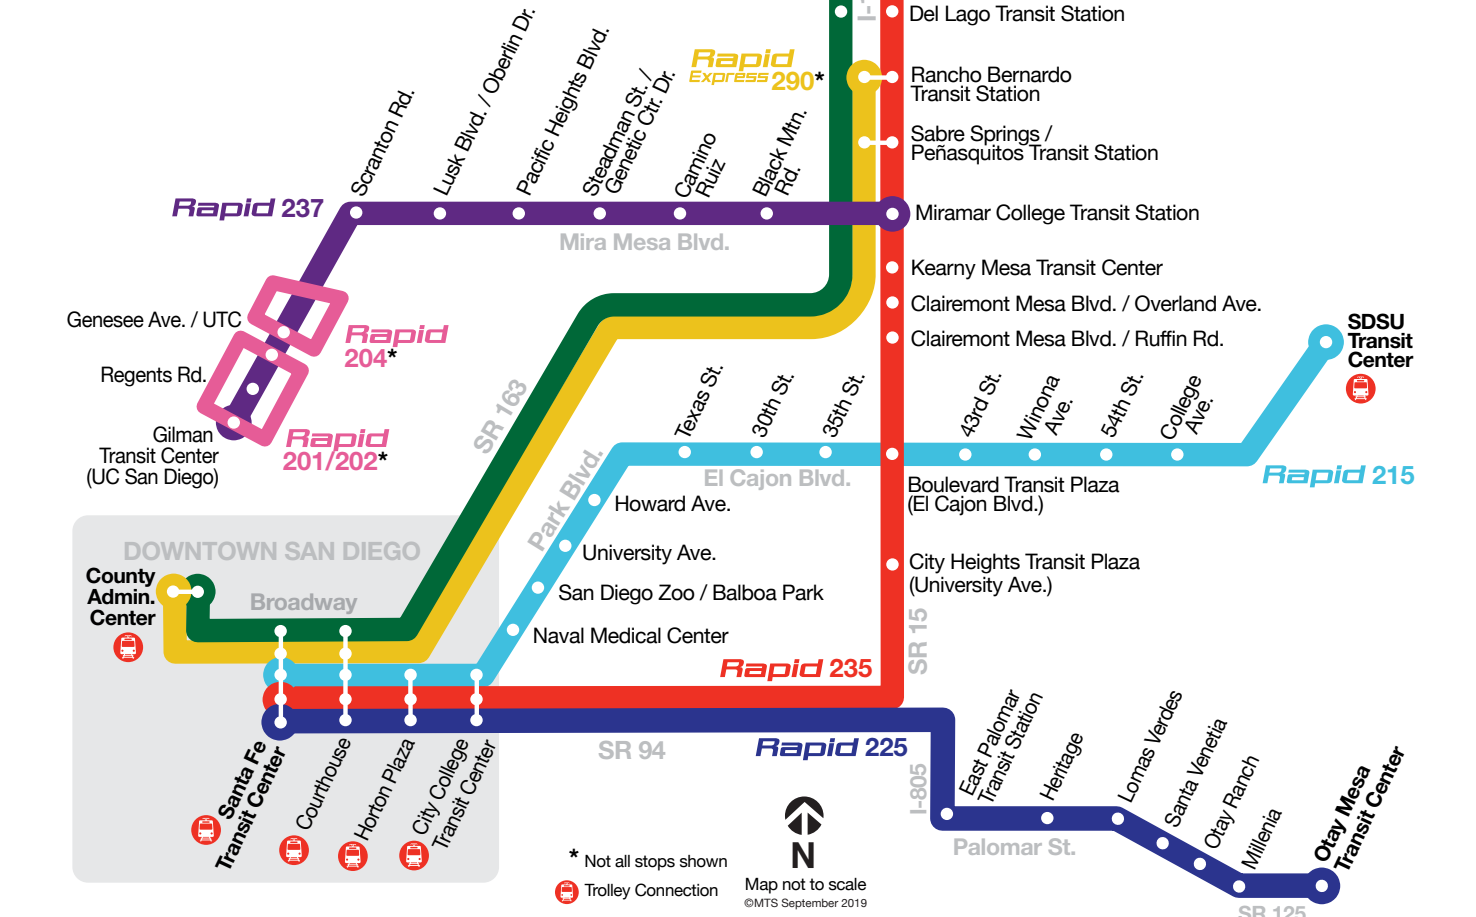 Del Lago Transit Station
Rapid
Express 290*
Rancho Bernardo
Transit Station
Sabre Springs /
Peñasquitos Transit Station
Scranton Rd.
Lusk Blvd. / Oberlin Dr.
Pacific Heights Blvd.
Steadman St. /
Genetic Ctr. Dr.
Camino
Ruiz
Black Mtn.
Rd.
Rapid 237
Mira Mesa Blvd.
Miramar College Transit Station
Kearny Mesa Transit Center
Clairemont Mesa Blvd. / Overland Ave.
Clairemont Mesa Blvd. / Ruffin Rd.
Genesee Ave. / UTC
Rapid
204*
Regents Rd.
Gilman
Transit Center
(UC San Diego)
Rapid
201/202*
SR 163
SDSU
Transit
Center
Texas St.
30th St.
35th St.
43rd St.
Winona
Ave.
54th St.
College
Ave.
Rapid 215
El Cajon Blvd.
Park Blvd.
Boulevard Transit Plaza
(El Cajon Blvd.)
Howard Ave.
University Ave.
San Diego Zoo / Balboa Park
Naval Medical Center
City Heights Transit Plaza
(University Ave.)
SR 15
DOWNTOWN SAN DIEGO
County
Admin.
Center
Broadway
Rapid 235
Rapid 225
SR 94
I-805
Santa Fe
Transit Center
Courthouse
Horton Plaza
City College
Transit Center
East Palomar
Transit Station
Heritage
Lomas Verdes
Santa Venetia
Otay Ranch
Millenia
Otay Mesa
Transit Center
Palomar St.
SR 125
* Not all stops shown
Trolley Connection
N
Map not to scale
©MTS September 2019